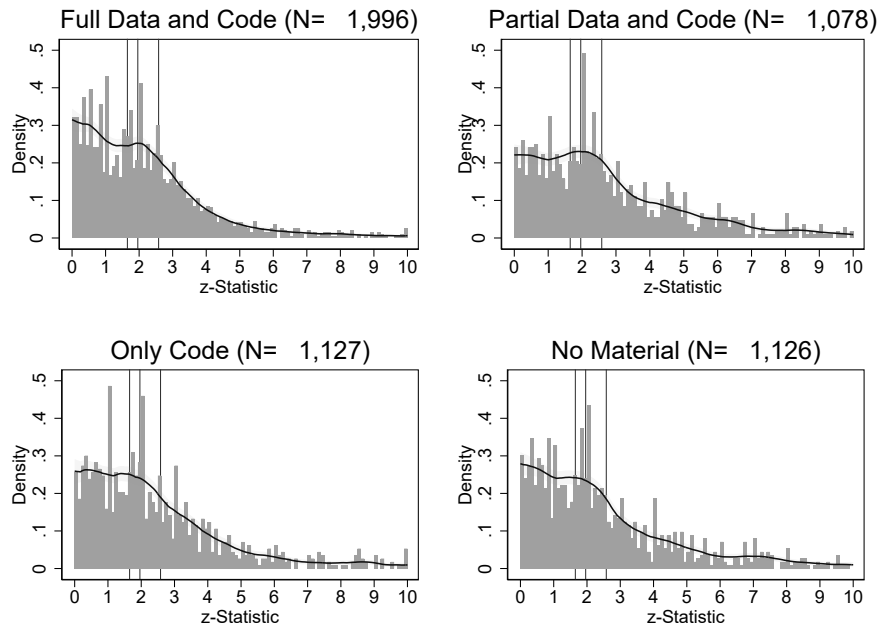 Full Data and Code (N= 1,996)
Density
0 .1 .2 .3 .4 .5
0 1 2 3 4 5 6 7 8 9 10
z-Statistic
Partial Data and Code (N= 1,078)
Density
0 .1 .2 .3 .4 .5
0 1 2 3 4 5 6 7 8 9 10
z-Statistic
Only Code (N= 1,127)
Density
0 .1 .2 .3 .4 .5
0 1 2 3 4 5 6 7 8 9 10
z-Statistic
No Material (N= 1,126)
Density
0 .1 .2 .3 .4 .5
0 1 2 3 4 5 6 7 8 9 10
z-Statistic